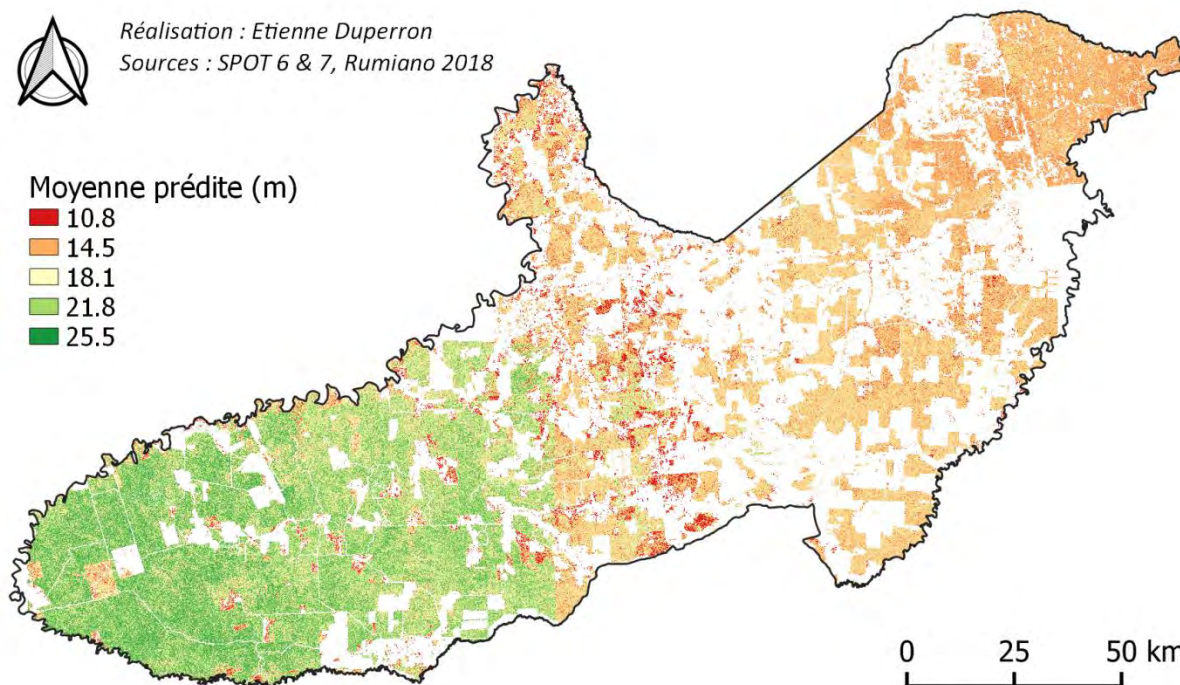 Réalisation : Etienne Duperron
Sources : SPOT 6 & 7, Rumiano 2018
Moyenne prédite (m)
10.8
14.5
18.1
21.8
25.5
0 25 50 km